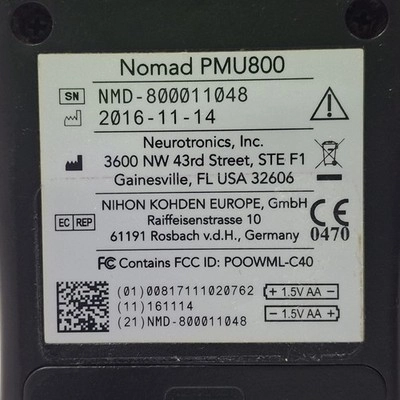 Nomad PMU800
SN NMD-800011048
2016-11-14
Neurotronics, Inc.
3600 NW 43rd Street, STE F1
Gainesville, FL USA 32606
EC REP
NIHON KOHDEN EUROPE, GmbH
Raiffeisenstrasse 10
61191 Rosbach v.d.H., Germany
CE 0470
FC Contains FCC ID: POOWML-C40
(01)00817111020762
(11)161114
(21)NMD-800011048
+ 1.5V AA -
- 1.5V AA +